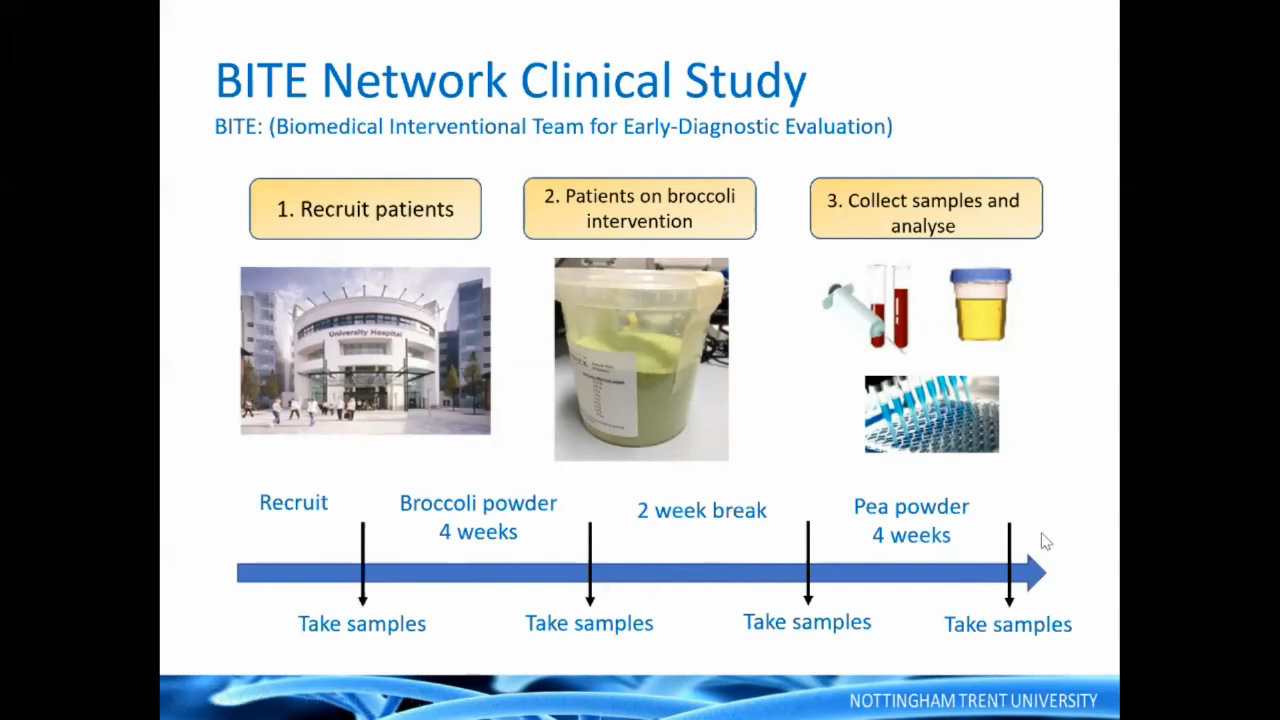 BITE Network Clinical Study
BITE: (Biomedical Interventional Team for Early-Diagnostic Evaluation)
1. Recruit patients
2. Patients on broccoli
intervention
3. Collect samples and
analyse
University Hospital
Recruit
Broccoli powder
4 weeks
2 week break
Pea powder
4 weeks
Take samples
Take samples
Take samples
Take samples
NOTTINGHAM TRENT UNIVERSITY